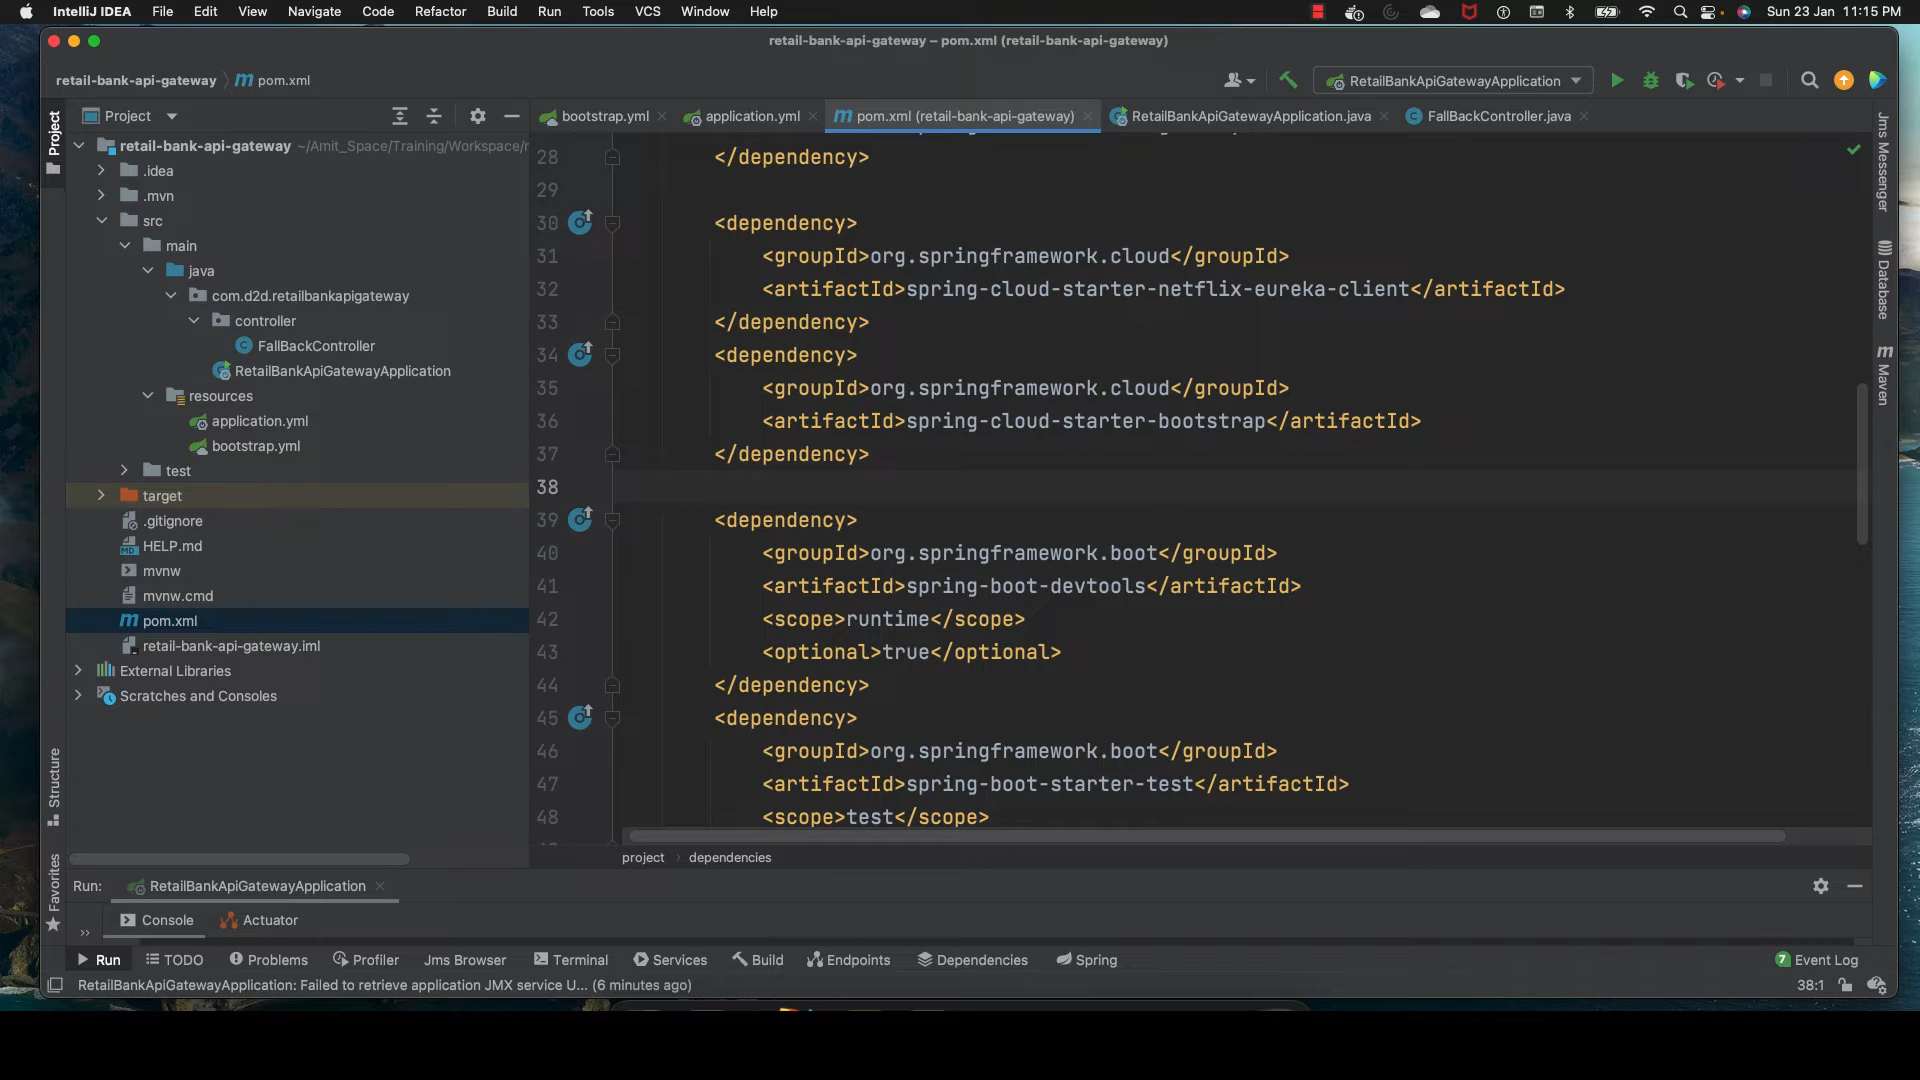 IntelliJ IDEA File Edit View Navigate Code Refactor Build Run Tools VCS Window Help Sun 23 Jan 11:15 PM
retail-bank-api-gateway – pom.xml (retail-bank-api-gateway)
retail-bank-api-gateway pom.xml RetailBankApiGatewayApplication
Project
Project
bootstrap.yml application.yml pom.xml (retail-bank-api-gateway) RetailBankApiGatewayApplication.java FallBackController.java
retail-bank-api-gateway ~/Amit_Space/Training/Workspace/r
.idea
.mvn
src
main
java
com.d2d.retailbankapigateway
controller
FallBackController
RetailBankApiGatewayApplication
resources
application.yml
bootstrap.yml
test
target
.gitignore
HELP.md
mvnw
mvnw.cmd
pom.xml
retail-bank-api-gateway.iml
External Libraries
Scratches and Consoles
28 </dependency>
29
30 <dependency>
31 <groupId>org.springframework.cloud</groupId>
32 <artifactId>spring-cloud-starter-netflix-eureka-client</artifactId>
33 </dependency>
34 <dependency>
35 <groupId>org.springframework.cloud</groupId>
36 <artifactId>spring-cloud-starter-bootstrap</artifactId>
37 </dependency>
38
39 <dependency>
40 <groupId>org.springframework.boot</groupId>
41 <artifactId>spring-boot-devtools</artifactId>
42 <scope>runtime</scope>
43 <optional>true</optional>
44 </dependency>
45 <dependency>
46 <groupId>org.springframework.boot</groupId>
47 <artifactId>spring-boot-starter-test</artifactId>
48 <scope>test</scope>
project dependencies
Jms Messenger
Database
Maven
Structure
Favorites
Run: RetailBankApiGatewayApplication
Console Actuator
Run TODO Problems Profiler Jms Browser Terminal Services Build Endpoints Dependencies Spring 7 Event Log
RetailBankApiGatewayApplication: Failed to retrieve application JMX service U... (6 minutes ago) 38:1